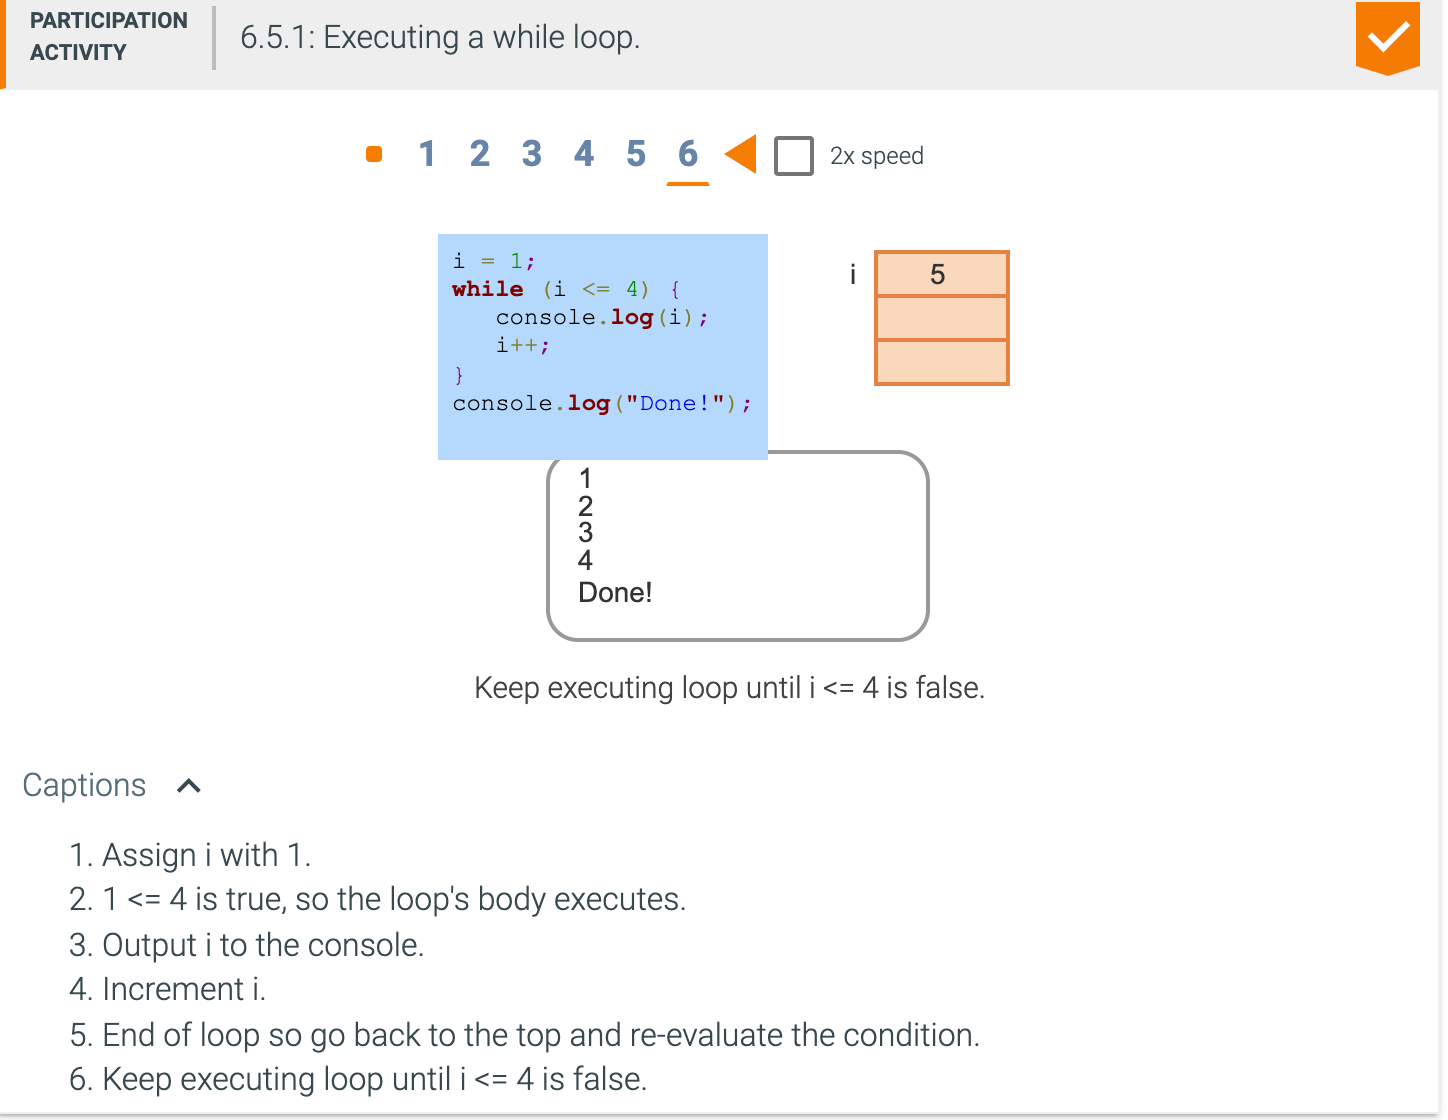 PARTICIPATION
ACTIVITY
6.5.1: Executing a while loop.
1 2 3 4 5 6 2x speed
i = 1;
while (i <= 4) {
   console.log(i);
   i++;
}
console.log("Done!");
i 5
1
2
3
4
Done!
Keep executing loop until i <= 4 is false.
Captions
1. Assign i with 1.
2. 1 <= 4 is true, so the loop's body executes.
3. Output i to the console.
4. Increment i.
5. End of loop so go back to the top and re-evaluate the condition.
6. Keep executing loop until i <= 4 is false.